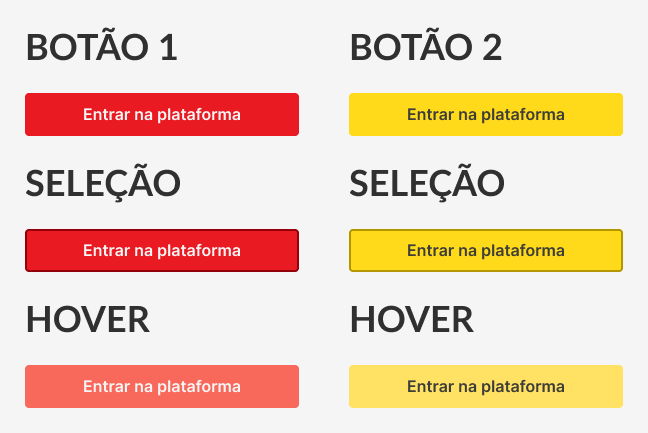 BOTÃO 1
BOTÃO 2
Entrar na plataforma
Entrar na plataforma
SELEÇÃO
SELEÇÃO
Entrar na plataforma
Entrar na plataforma
HOVER
HOVER
Entrar na plataforma
Entrar na plataforma